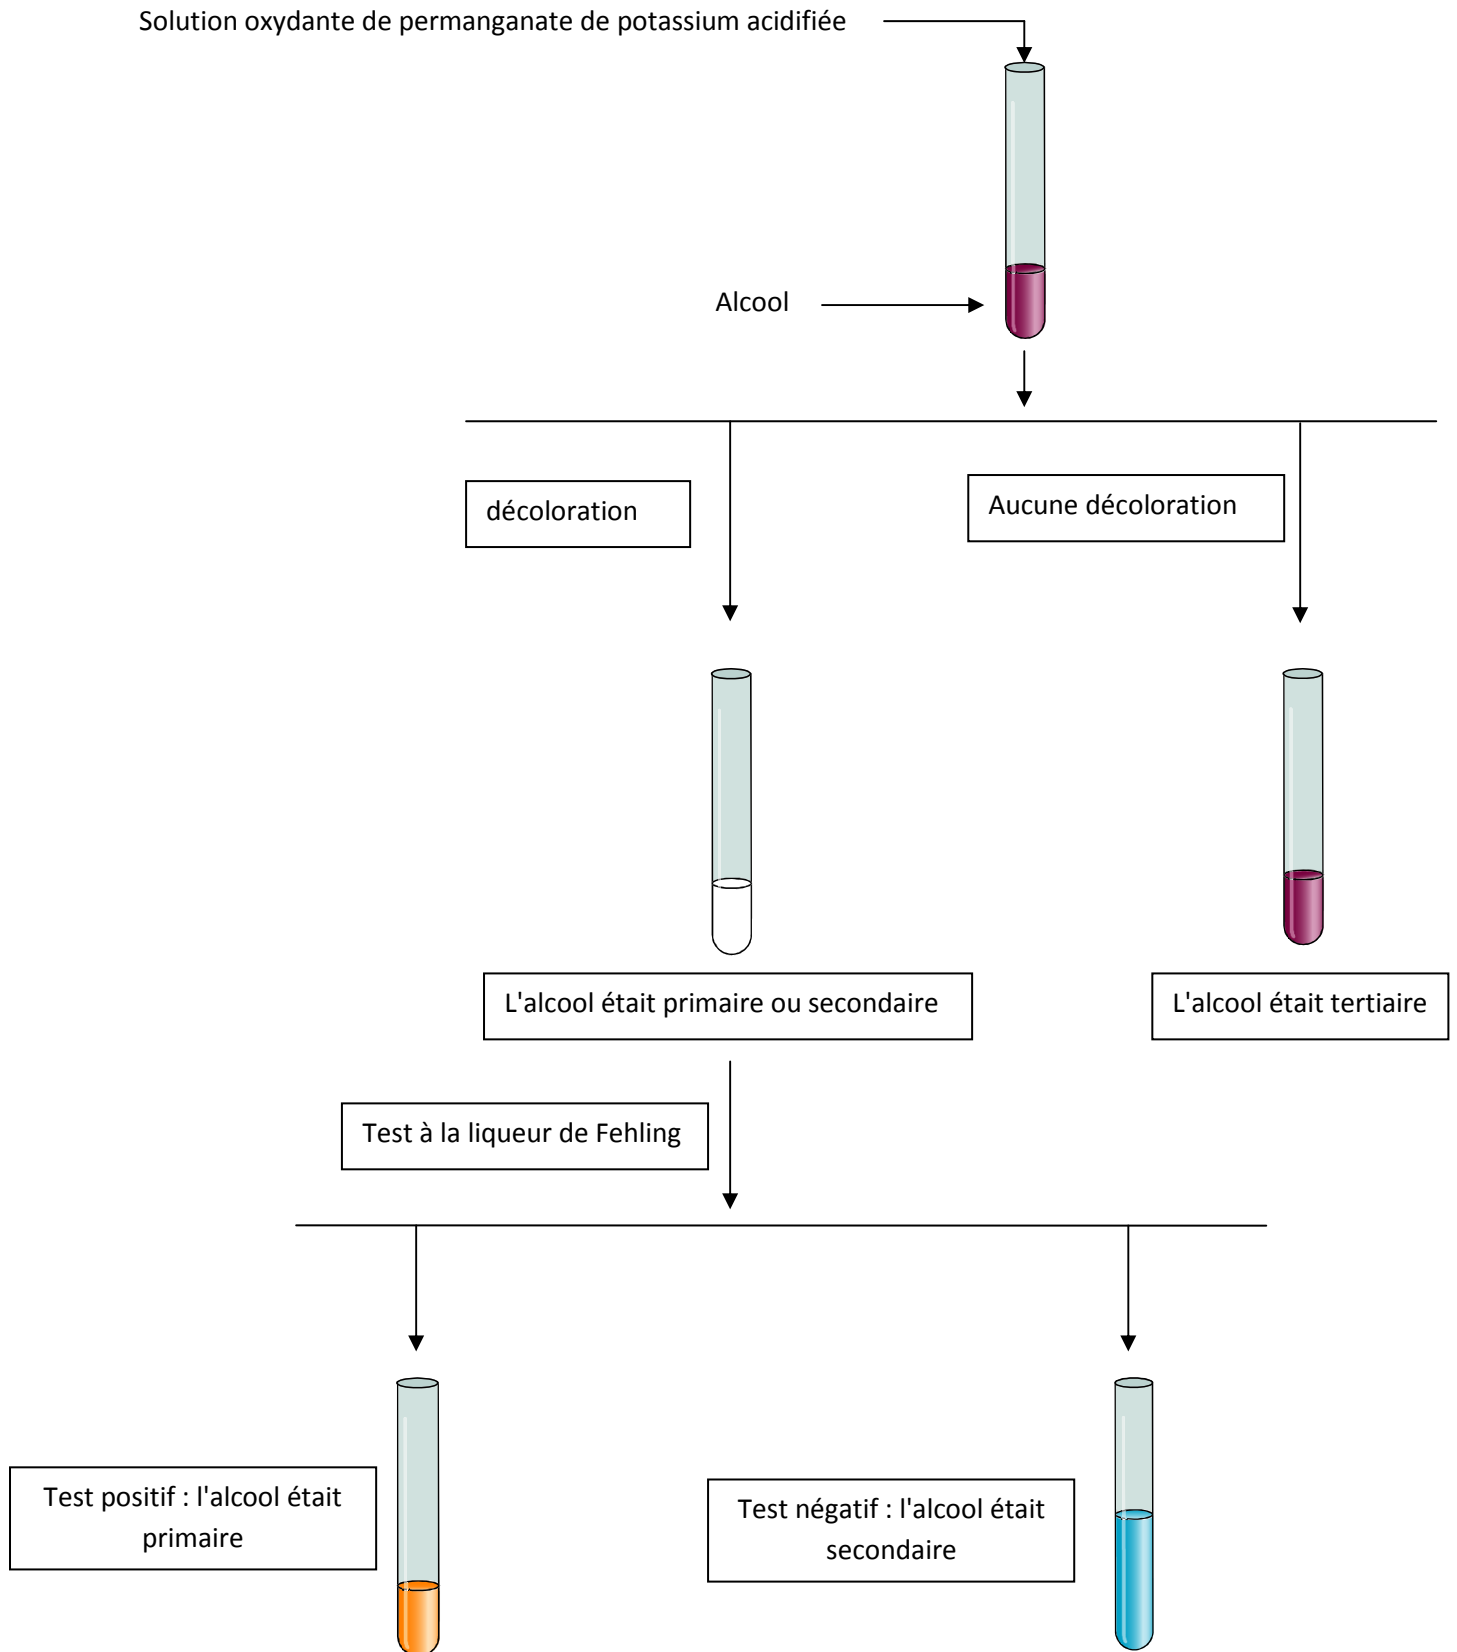 Solution oxydante de permanganate de potassium acidifiée
Alcool
décoloration
Aucune décoloration
L'alcool était primaire ou secondaire
L'alcool était tertiaire
Test à la liqueur de Fehling
Test positif : l'alcool était
primaire
Test négatif : l'alcool était
secondaire